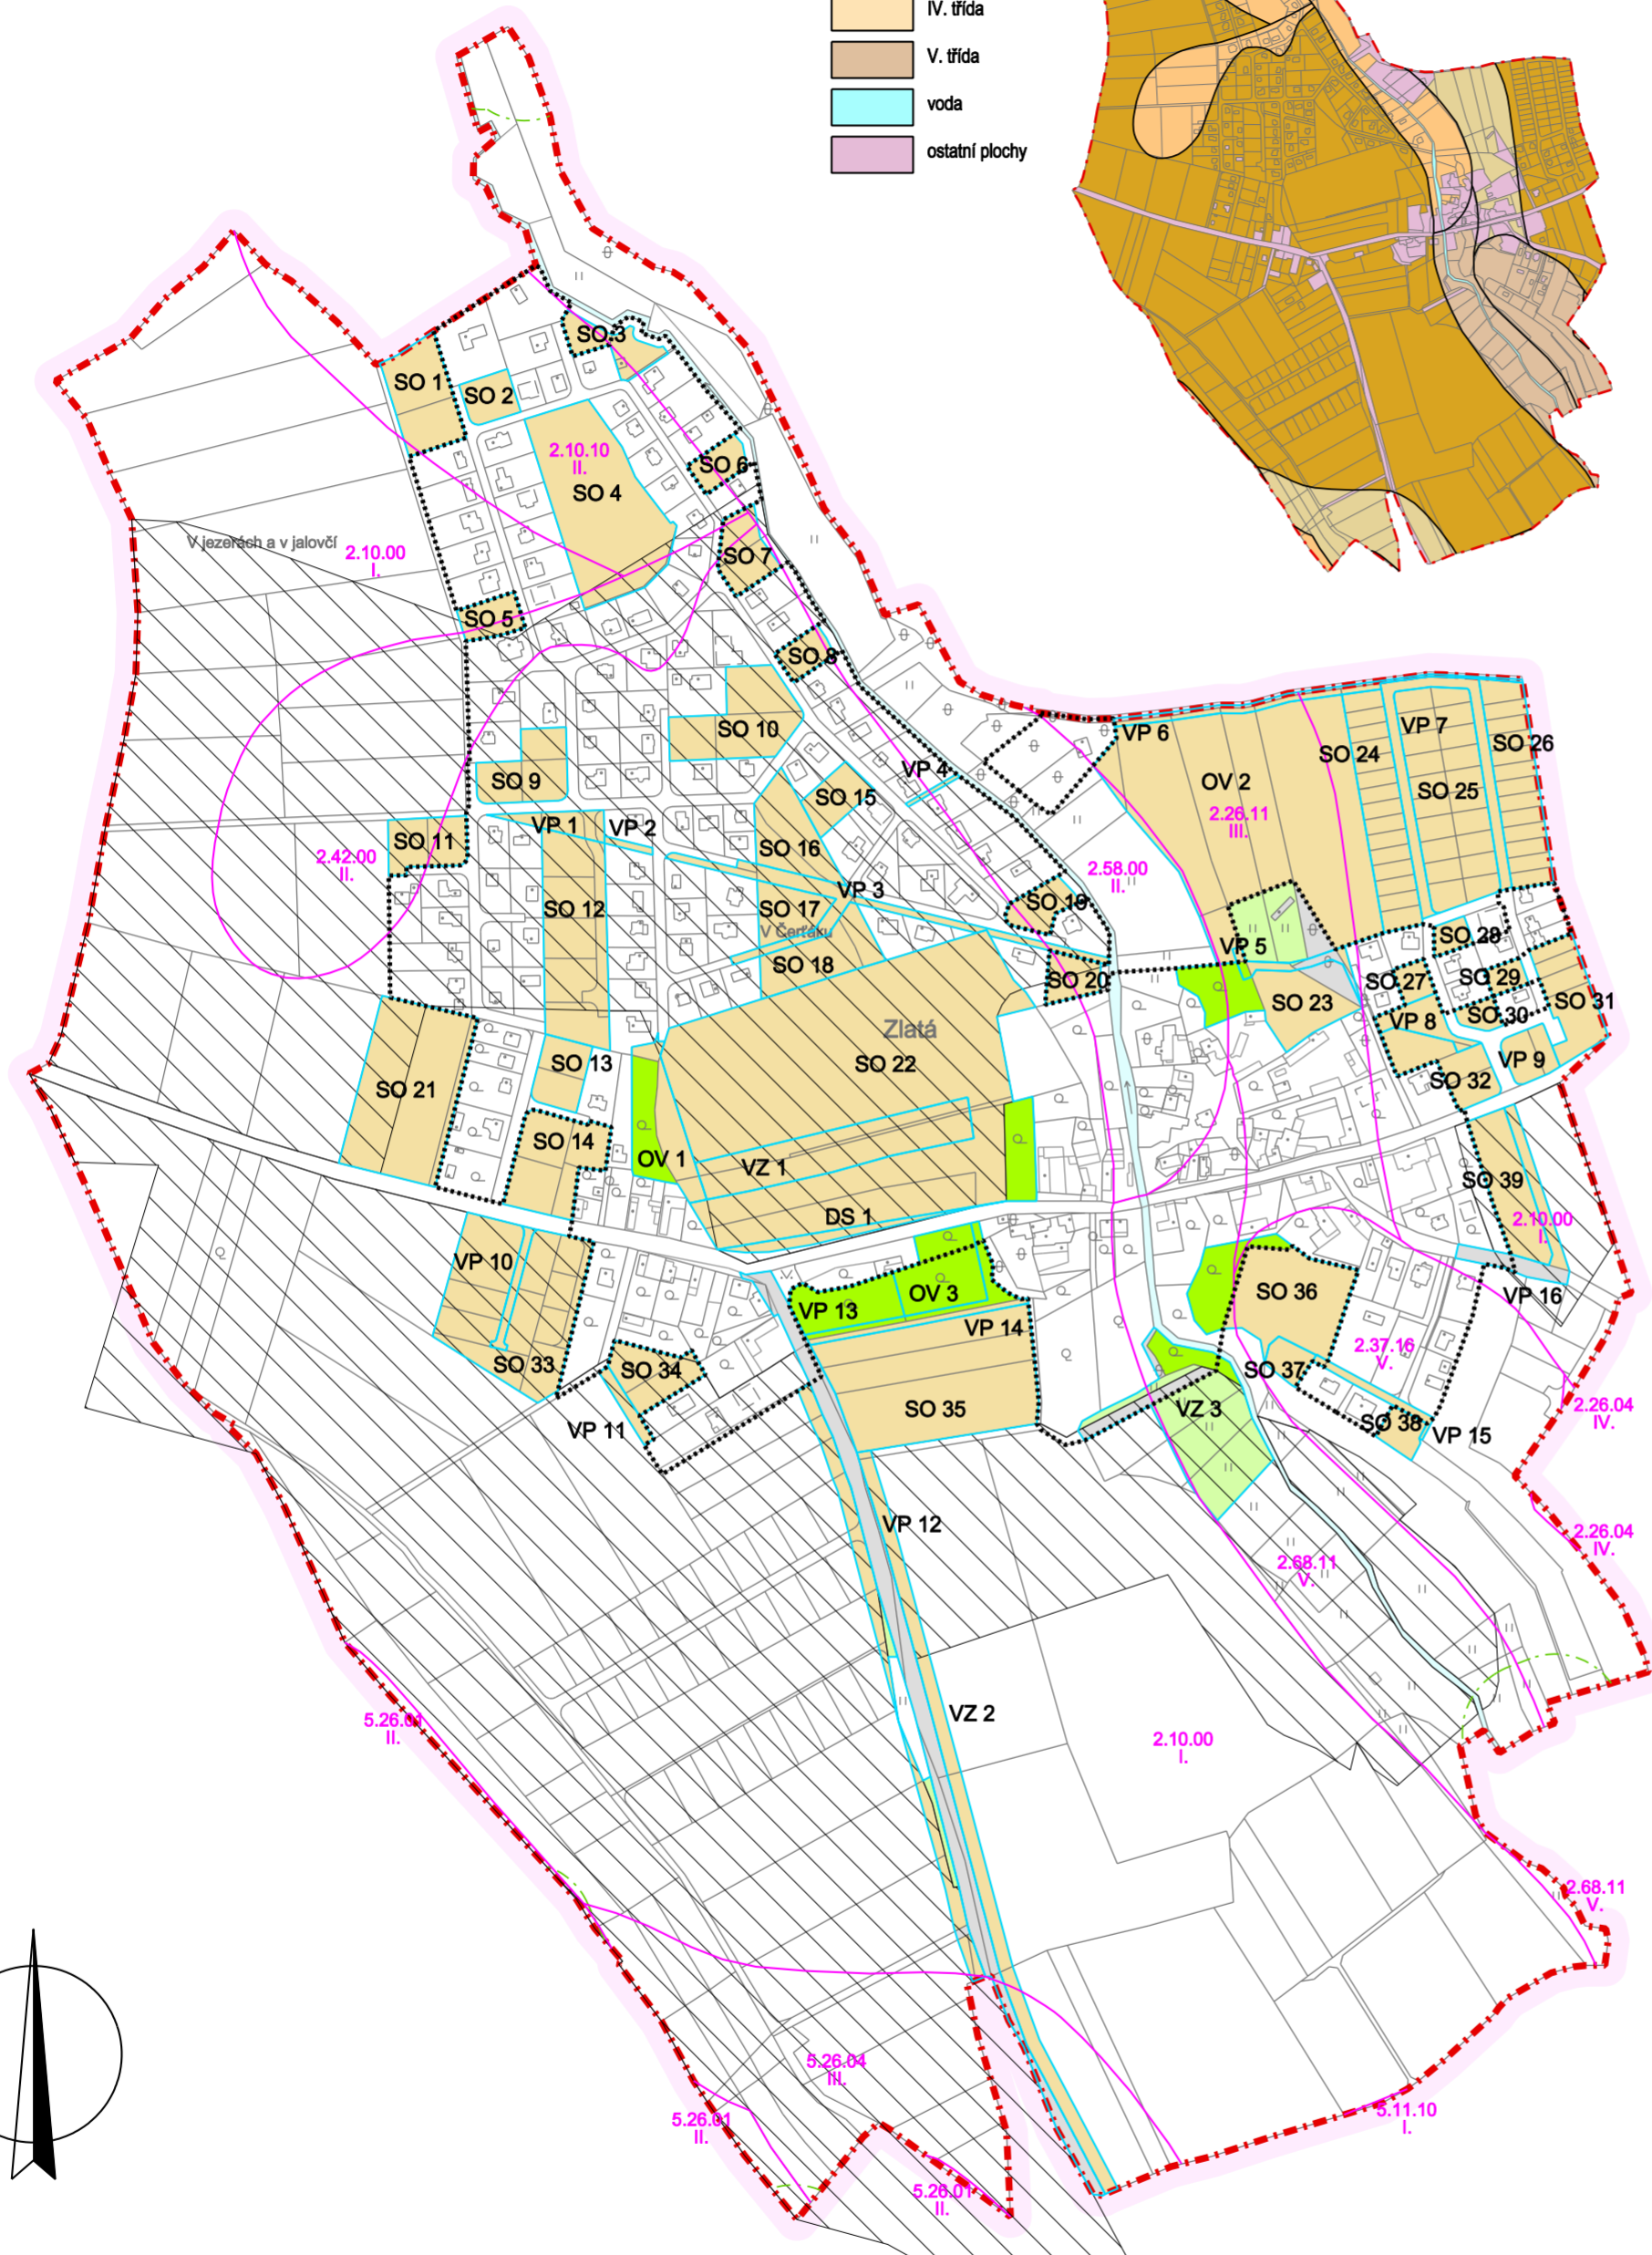 IV. třída
V. třída
voda
ostatní plochy
SO 3
SO 1
SO 2
2.10.10
II.
SO 6
SO 4
V jezerách a v jalovčí
2.10.00
I.
SO 7
SO 5
SO 8
SO 10
VP 6
VP 7
SO 24
SO 26
SO 9
VP 4
OV 2
SO 15
SO 25
2.26.11
III.
VP 1
VP 2
SO 11
SO 16
2.42.00
II.
2.58.00
II.
VP 3
SO 12
SO 17
SO 19
V Čerťáku
SO 28
VP 5
SO 18
SO 20
SO 27
SO 29
SO 23
SO 31
SO 30
Zlatá
VP 8
SO 13
SO 22
VP 9
SO 21
SO 32
SO 14
OV 1
VZ 1
SO 39
DS 1
2.10.00
I.
VP 10
OV 3
SO 36
VP 16
VP 13
VP 14
2.37.16
V.
SO 33
SO 34
SO 37
SO 35
VZ 3
2.26.04
IV.
SO 38
VP 11
VP 15
VP 12
2.26.04
IV.
2.68.11
V.
VZ 2
5.26.01
II.
2.10.00
I.
2.68.11
V.
5.26.04
III.
5.26.01
II.
5.11.10
I.
5.26.01
II.